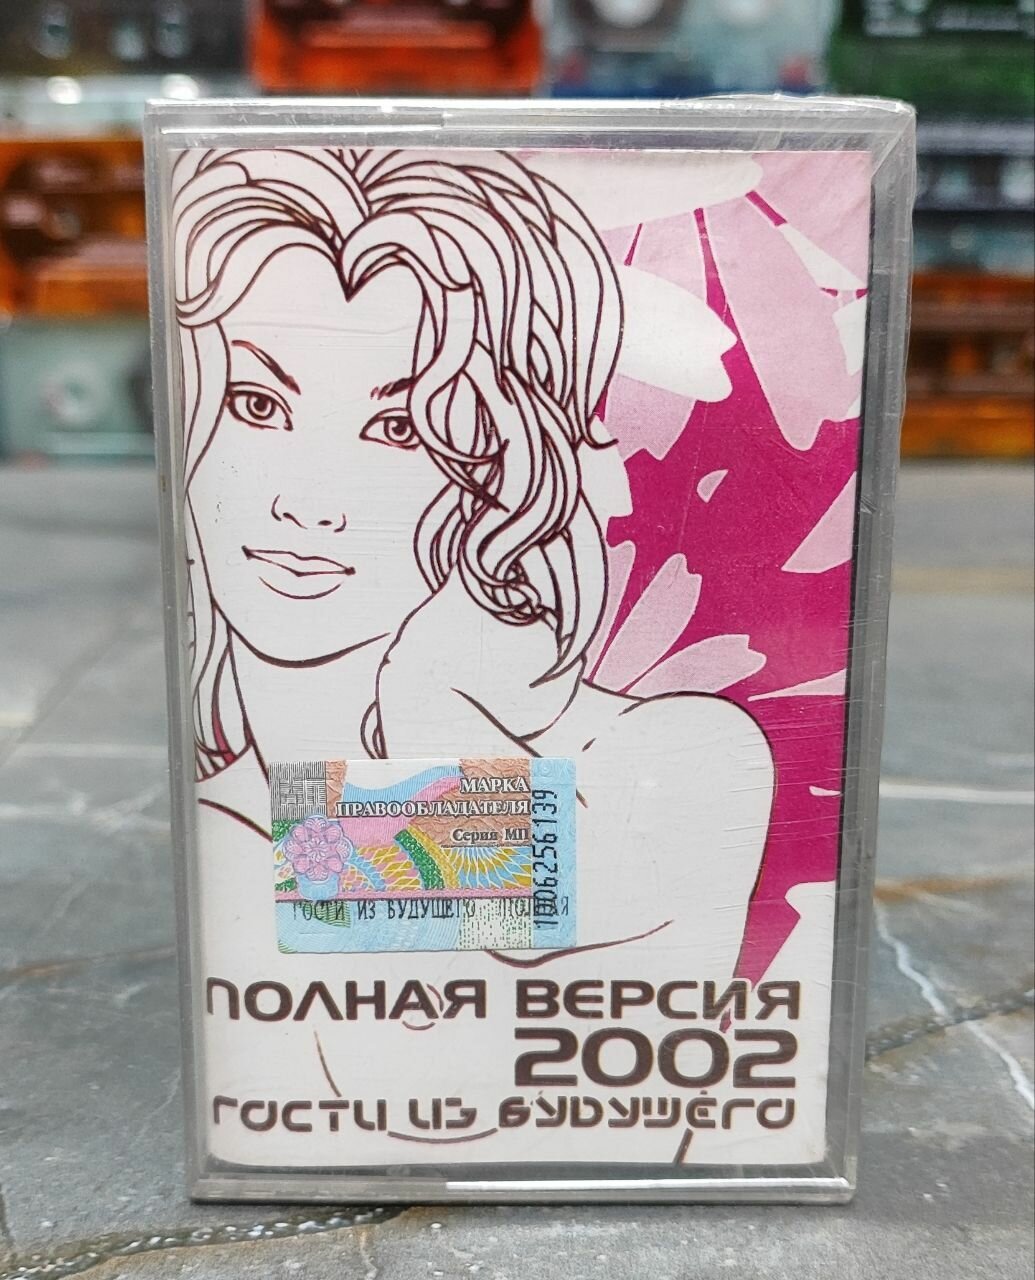 МАРКА
ПРАВООБЛАДАТЕЛЯ
Серия МП
1006256139
ГОСТИ ИЗ БУДУЩЕГО ПОЛНАЯ
ПОЛНАЯ ВЕРСИЯ
2002
ГОСТИ ИЗ БУДУЩЕГО